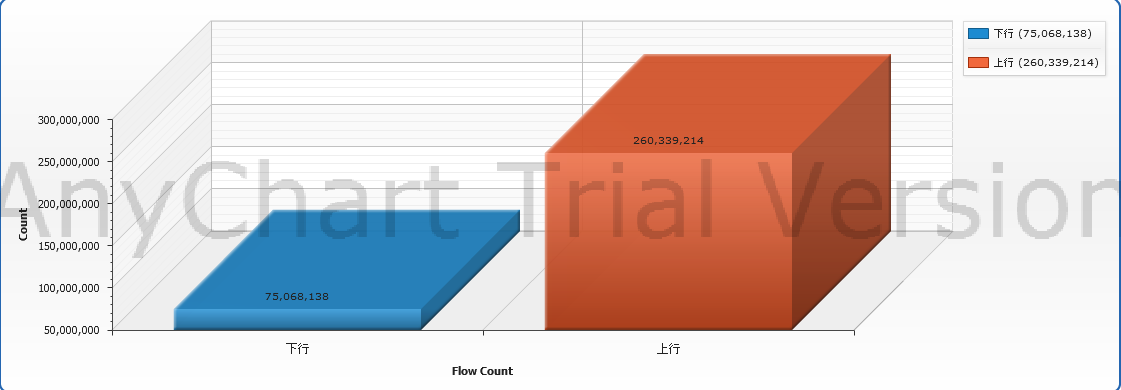 下行 (75,068,138)
上行 (260,339,214)
300,000,000
250,000,000
200,000,000
150,000,000
100,000,000
50,000,000
Count
260,339,214
75,068,138
AnyChart Trial Version
下行
上行
Flow Count